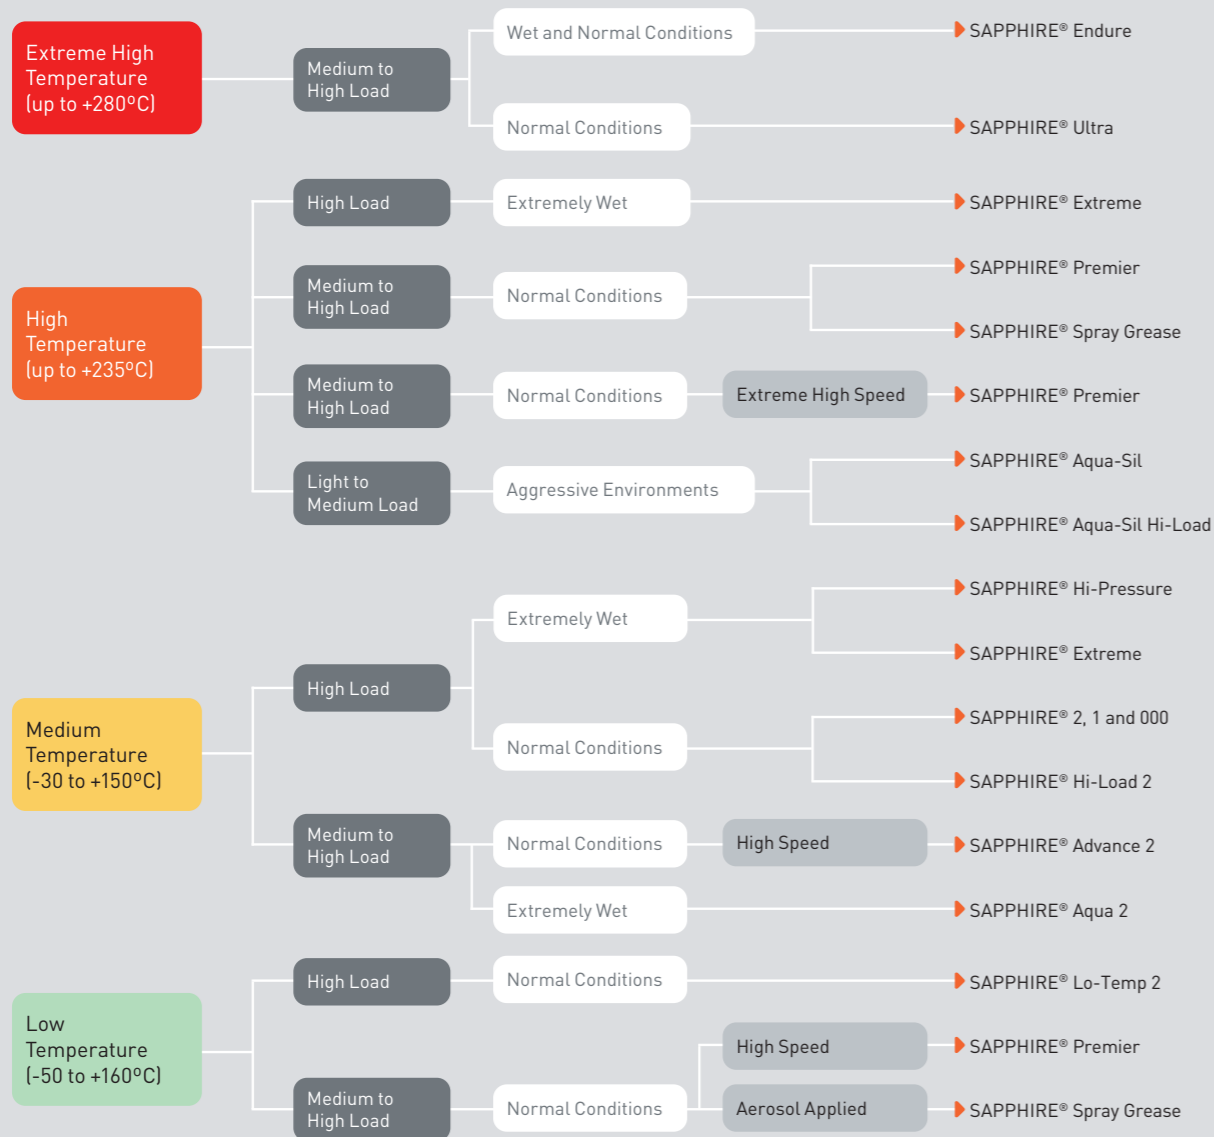 Extreme High
Temperature
(up to +280ºC)
Medium to
High Load
Wet and Normal Conditions
SAPPHIRE® Endure
Normal Conditions
SAPPHIRE® Ultra
High
Temperature
(up to +235ºC)
High Load
Extremely Wet
SAPPHIRE® Extreme
Medium to
High Load
Normal Conditions
SAPPHIRE® Premier
SAPPHIRE® Spray Grease
Medium to
High Load
Normal Conditions
Extreme High Speed
SAPPHIRE® Premier
Light to
Medium Load
Aggressive Environments
SAPPHIRE® Aqua-Sil
SAPPHIRE® Aqua-Sil Hi-Load
Medium
Temperature
(-30 to +150ºC)
High Load
Extremely Wet
SAPPHIRE® Hi-Pressure
SAPPHIRE® Extreme
Normal Conditions
SAPPHIRE® 2, 1 and 000
SAPPHIRE® Hi-Load 2
Medium to
High Load
Normal Conditions
High Speed
SAPPHIRE® Advance 2
Extremely Wet
SAPPHIRE® Aqua 2
Low
Temperature
(-50 to +160ºC)
High Load
Normal Conditions
SAPPHIRE® Lo-Temp 2
Medium to
High Load
Normal Conditions
High Speed
SAPPHIRE® Premier
Aerosol Applied
SAPPHIRE® Spray Grease